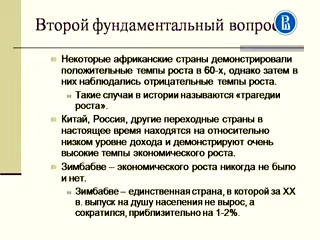 Второй фундаментальный вопрос
Некоторые африканские страны демонстрировали
положительные темпы роста в 60-х, однако затем в
них наблюдались отрицательные темпы роста.
Такие случаи в истории называются «трагедии
роста».
Китай, Россия, другие переходные страны в
настоящее время находятся на относительно
низком уровне дохода и демонстрируют очень
высокие темпы экономического роста.
Зимбабве – экономического роста никогда не было
и нет.
Зимбабве – единственная страна, в которой за XX
в. выпуск на душу населения не вырос, а
сократился, приблизительно на 1-2%.